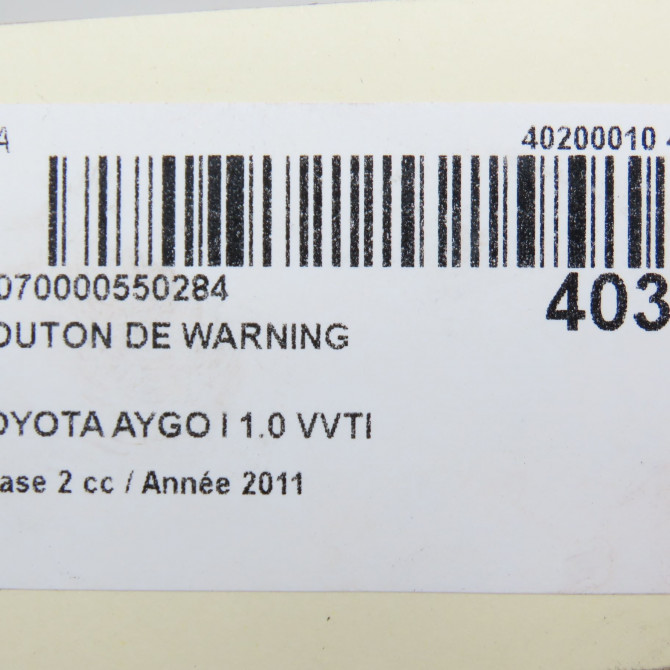 A 40200010 4
070000550284 403
OUTON DE WARNING
OYOTA AYGO I 1.0 VVTI
ase 2 cc / Année 2011